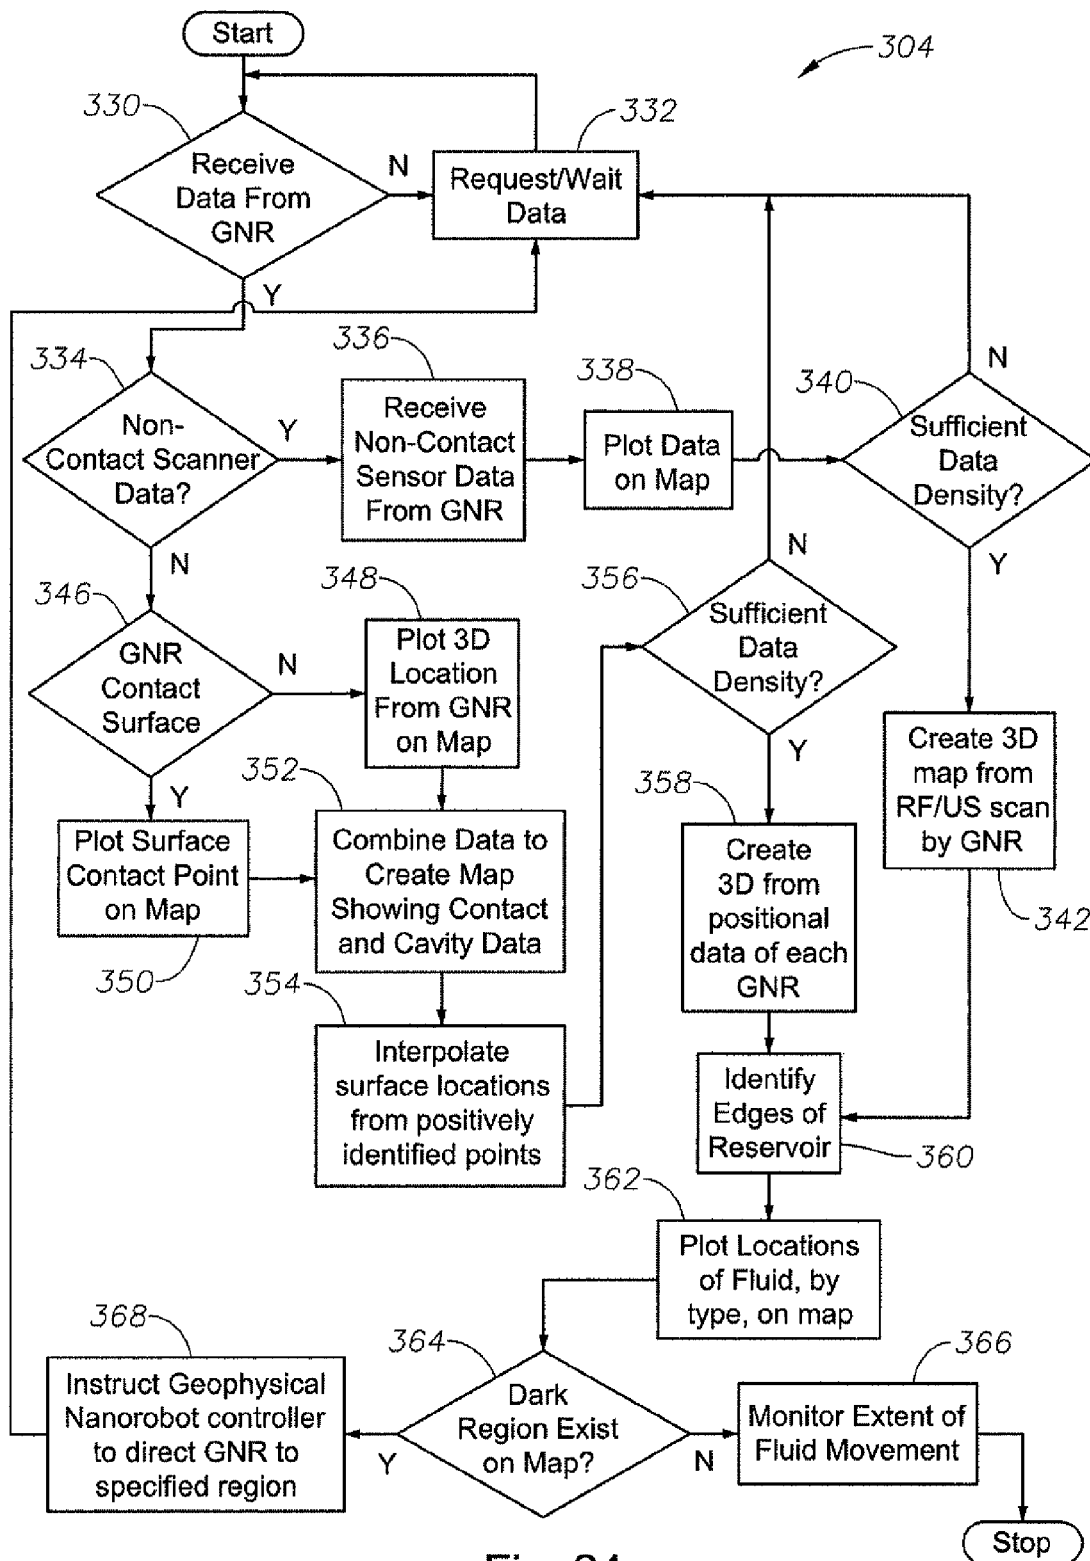 Start
304
330
Receive
Data From
GNR
N
Y
332
Request/Wait
Data
334
Non-
Contact Scanner
Data?
Y
N
336
Receive
Non-Contact
Sensor Data
From GNR
338
Plot Data
on Map
340
Sufficient
Data
Density?
N
Y
346
GNR
Contact
Surface
N
Y
348
Plot 3D
Location
From GNR
on Map
356
Sufficient
Data
Density?
N
Y
342
Create 3D
map from
RF/US scan
by GNR
350
Plot Surface
Contact Point
on Map
352
Combine Data to
Create Map
Showing Contact
and Cavity Data
358
Create
3D from
positional
data of each
GNR
354
Interpolate
surface locations
from positively
identified points
Identify
Edges of
Reservoir
360
362
Plot Locations
of Fluid, by
type, on map
364
Dark
Region Exist
on Map?
Y
N
368
Instruct Geophysical
Nanorobot controller
to direct GNR to
specified region
366
Monitor Extent of
Fluid Movement
Stop